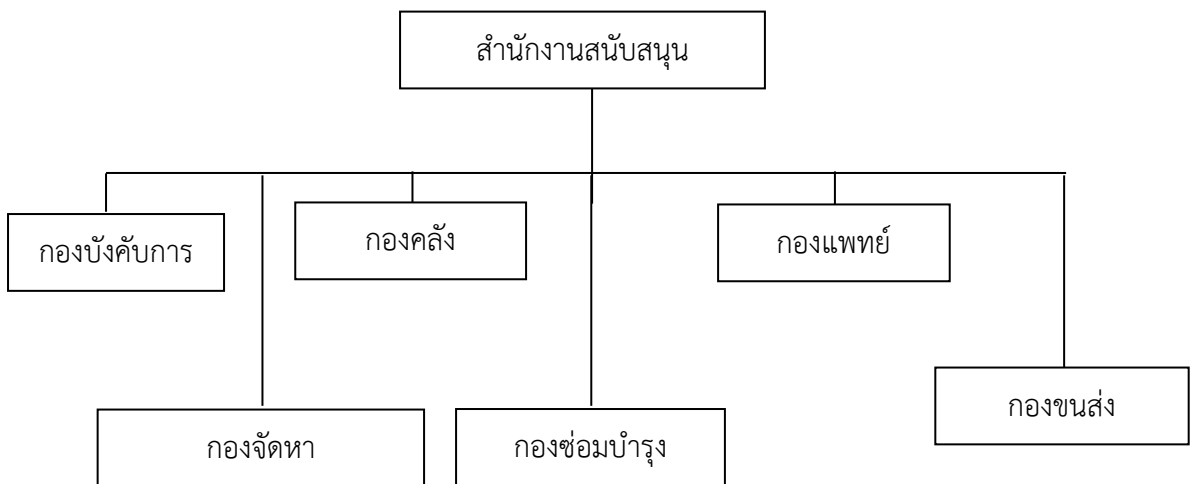 สำนักงานสนับสนุน
กองบังคับการ
กองคลัง
กองแพทย์
กองจัดหา
กองซ่อมบำรุง
กองขนส่ง